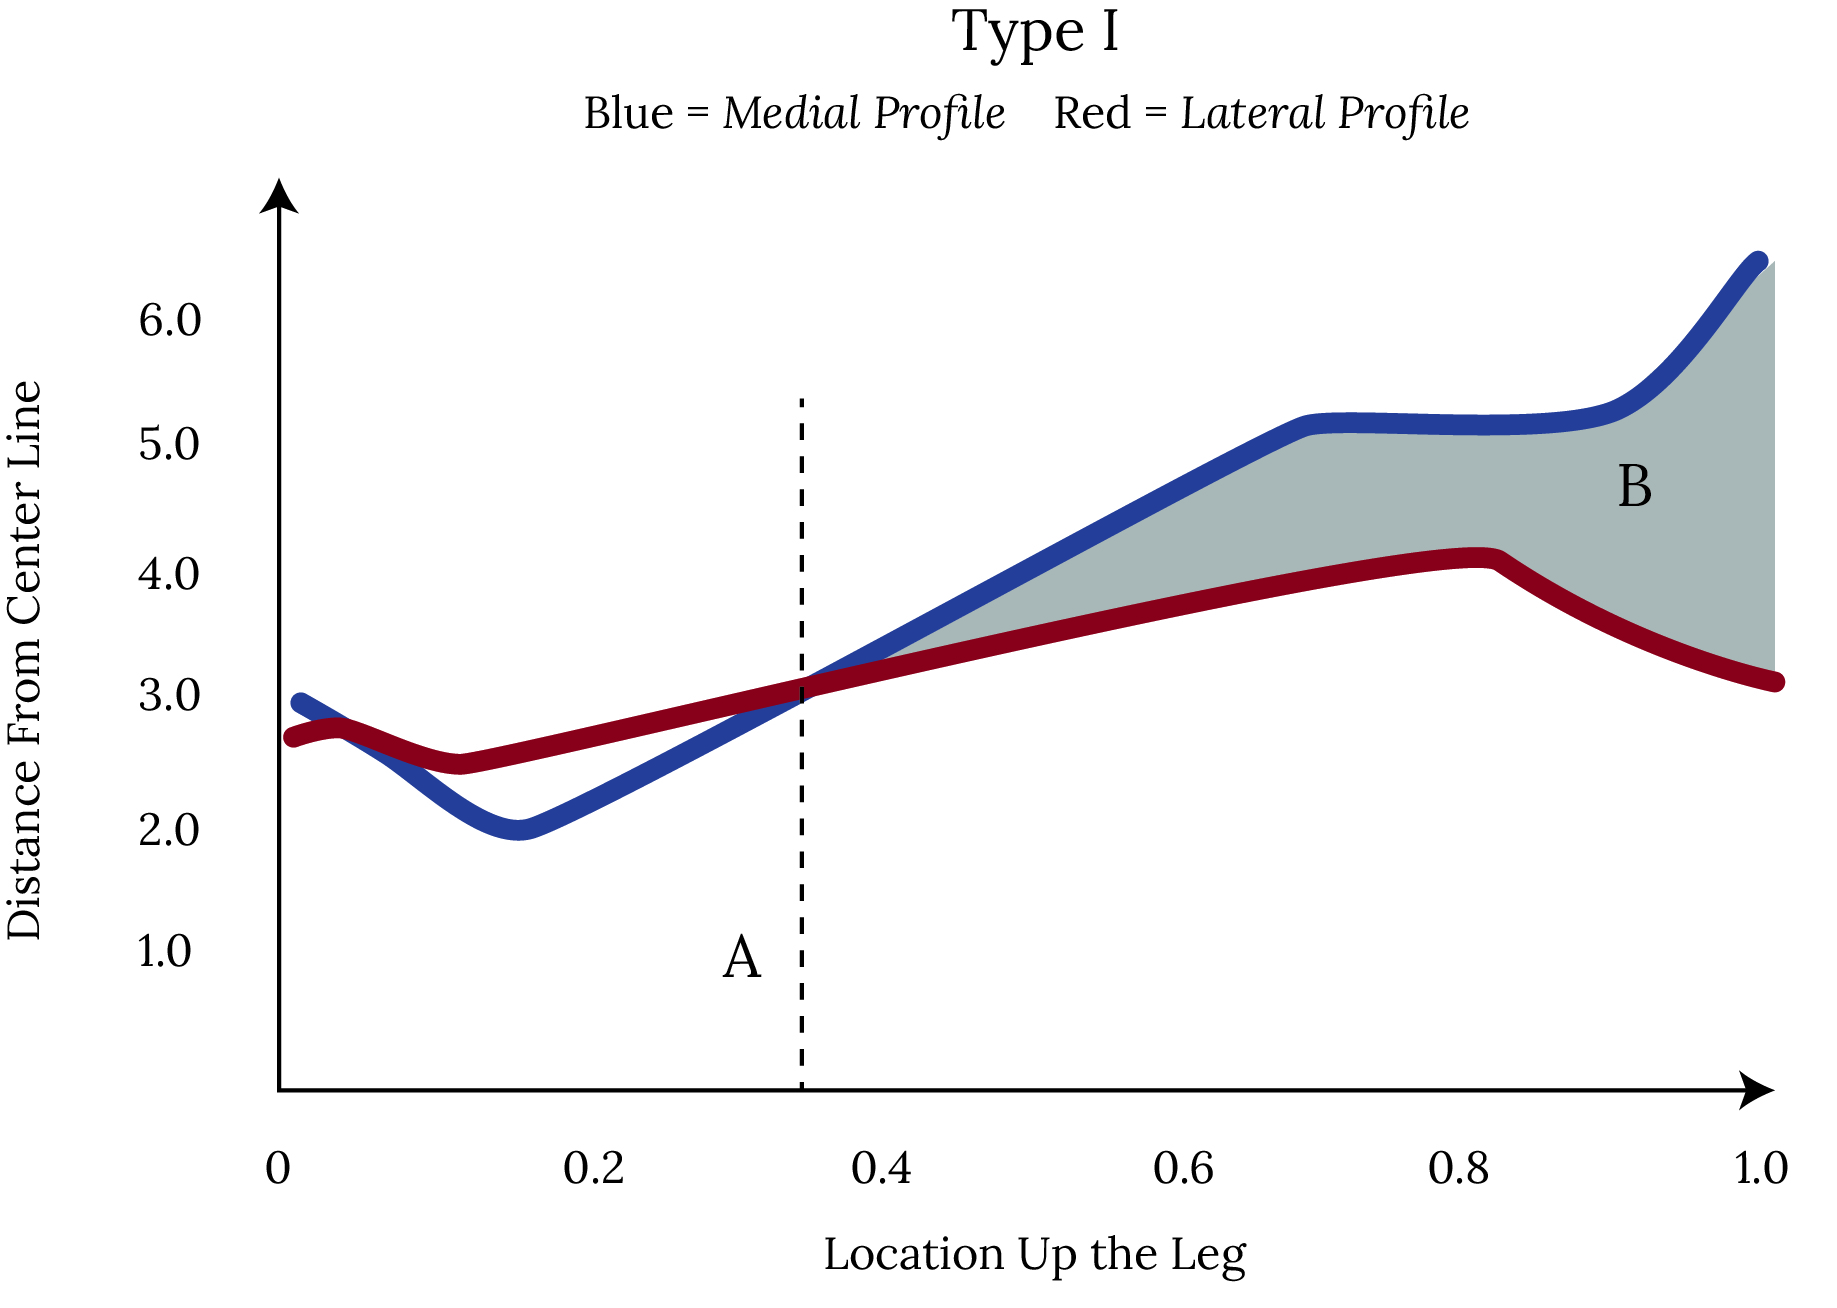 Type I
Blue = Medial Profile Red = Lateral Profile
Distance From Center Line
6.0
5.0
4.0
3.0
2.0
1.0
A
B
0 0.2 0.4 0.6 0.8 1.0
Location Up the Leg